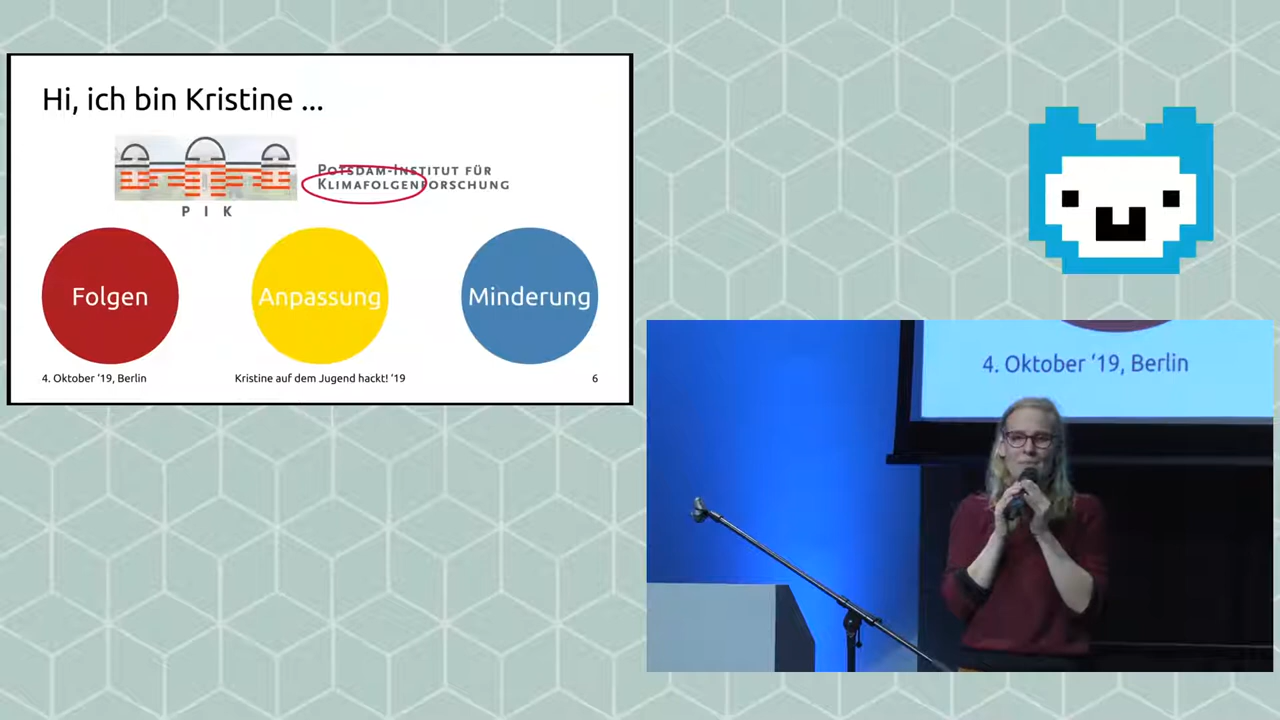 Hi, ich bin Kristine ...
POTSDAM-INSTITUT FÜR
KLIMAFOLGENFORSCHUNG
PIK
Folgen
Anpassung
Minderung
4. Oktober '19, Berlin
Kristine auf dem Jugend hackt! '19
6
4. Oktober '19, Berlin